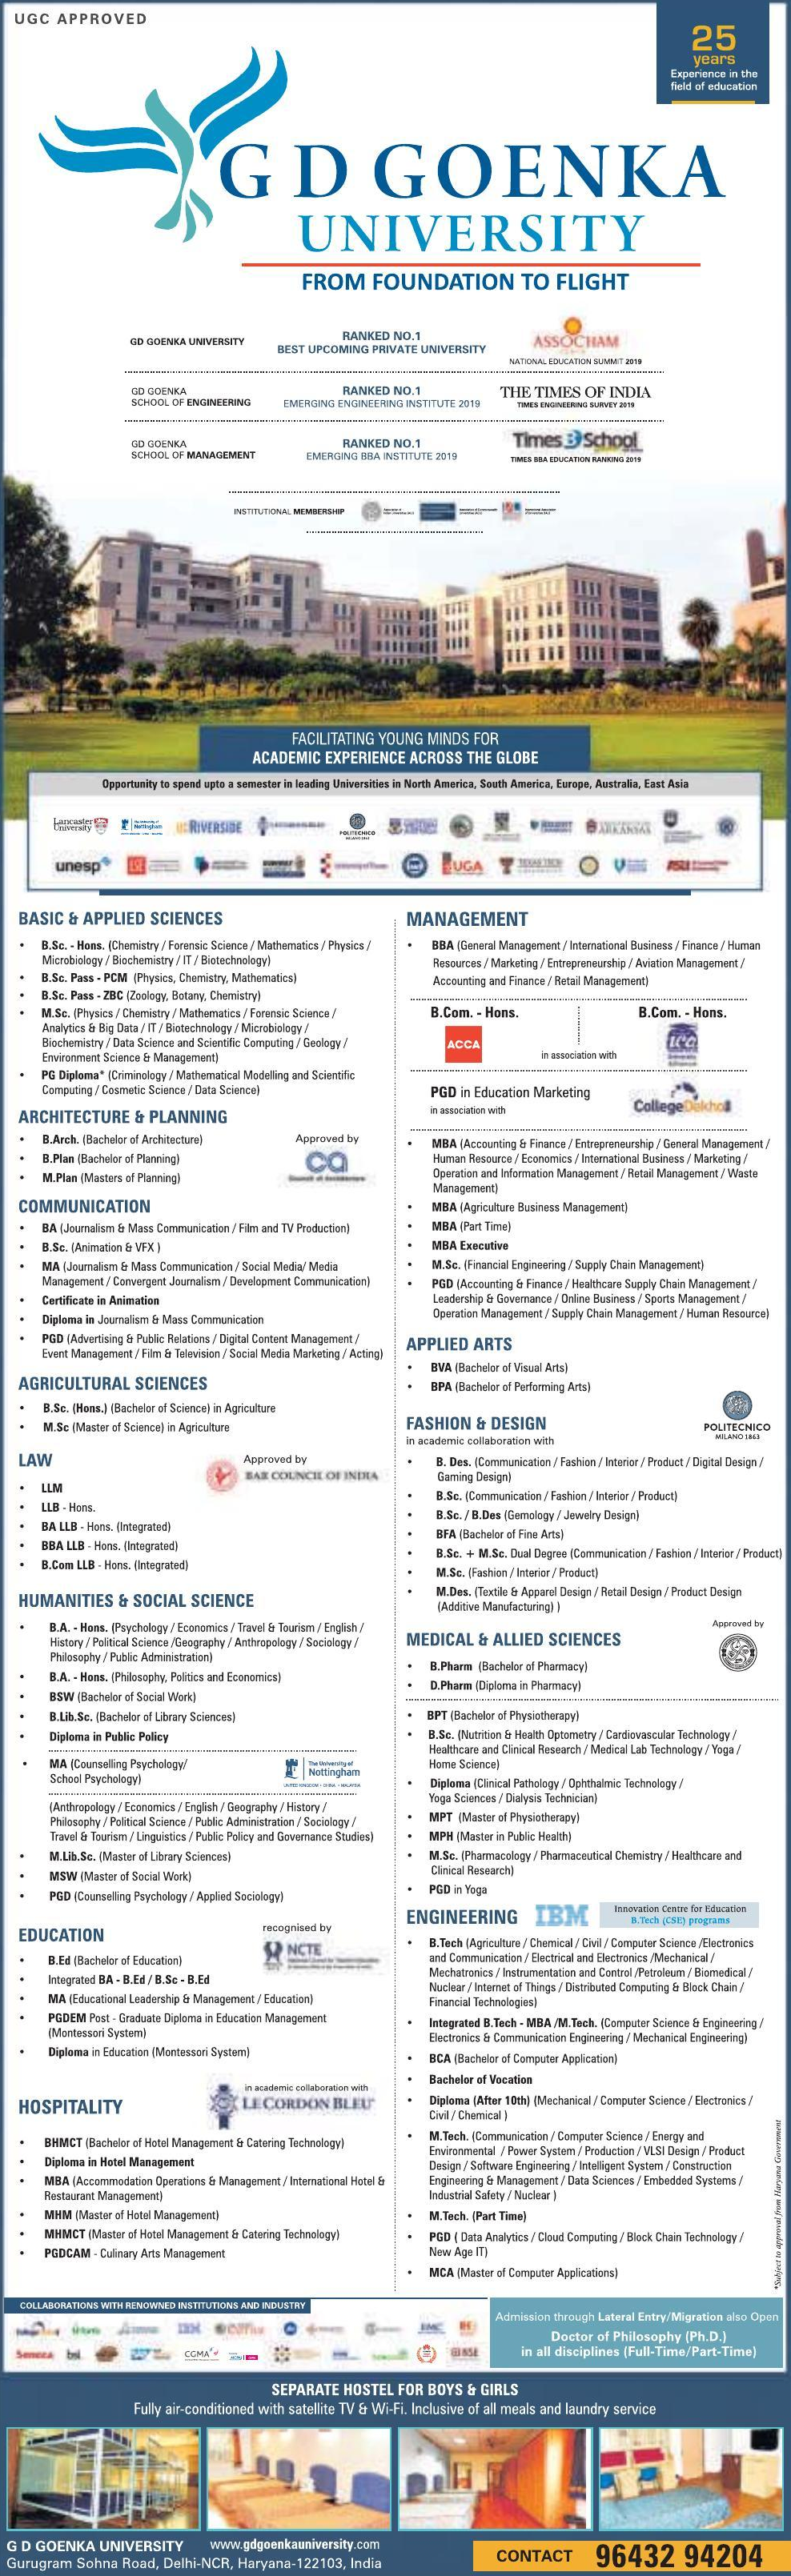 UGC APPROVED
25
years
Experience in the
field of education
G D GOENKA
UNIVERSITY
FROM FOUNDATION TO FLIGHT
GD GOENKA UNIVERSITY
RANKED NO.1
BEST UPCOMING PRIVATE UNIVERSITY
ASSOCHAM
NATIONAL EDUCATION SUMMIT 2019
GD GOENKA
SCHOOL OF ENGINEERING
RANKED NO.1
EMERGING ENGINEERING INSTITUTE 2019
THE TIMES OF INDIA
TIMES ENGINEERING SURVEY 2019
GD GOENKA
SCHOOL OF MANAGEMENT
RANKED NO.1
EMERGING BBA INSTITUTE 2019
Times B School
TIMES BBA EDUCATION RANKING 2019
INSTITUTIONAL MEMBERSHIP
FACILITATING YOUNG MINDS FOR
ACADEMIC EXPERIENCE ACROSS THE GLOBE
Opportunity to spend upto a semester in leading Universities in North America, South America, Europe, Australia, East Asia
Lancaster University
The University of Nottingham
UC RIVERSIDE
POLITECNICO
MILANO 1863
ARKANSAS
unesp
LSE
UGA
TEXAS TECH
ASU
BASIC & APPLIED SCIENCES
• B.Sc. - Hons. (Chemistry / Forensic Science / Mathematics / Physics /
Microbiology / Biochemistry / IT / Biotechnology)
• B.Sc. Pass - PCM (Physics, Chemistry, Mathematics)
• B.Sc. Pass - ZBC (Zoology, Botany, Chemistry)
• M.Sc. (Physics / Chemistry / Mathematics / Forensic Science /
Analytics & Big Data / IT / Biotechnology / Microbiology /
Biochemistry / Data Science and Scientific Computing / Geology /
Environment Science & Management)
• PG Diploma* (Criminology / Mathematical Modelling and Scientific
Computing / Cosmetic Science / Data Science)
ARCHITECTURE & PLANNING
• B.Arch. (Bachelor of Architecture)
• B.Plan (Bachelor of Planning)
• M.Plan (Masters of Planning)
Approved by
ca
Council of Architecture
COMMUNICATION
• BA (Journalism & Mass Communication / Film and TV Production)
• B.Sc. (Animation & VFX )
• MA (Journalism & Mass Communication / Social Media/ Media
Management / Convergent Journalism / Development Communication)
• Certificate in Animation
• Diploma in Journalism & Mass Communication
• PGD (Advertising & Public Relations / Digital Content Management /
Event Management / Film & Television / Social Media Marketing / Acting)
AGRICULTURAL SCIENCES
• B.Sc. (Hons.) (Bachelor of Science) in Agriculture
• M.Sc (Master of Science) in Agriculture
LAW
Approved by
BAR COUNCIL OF INDIA
• LLM
• LLB - Hons.
• BA LLB - Hons. (Integrated)
• BBA LLB - Hons. (Integrated)
• B.Com LLB - Hons. (Integrated)
HUMANITIES & SOCIAL SCIENCE
• B.A. - Hons. (Psychology / Economics / Travel & Tourism / English /
History / Political Science /Geography / Anthropology / Sociology /
Philosophy / Public Administration)
• B.A. - Hons. (Philosophy, Politics and Economics)
• BSW (Bachelor of Social Work)
• B.Lib.Sc. (Bachelor of Library Sciences)
• Diploma in Public Policy
• MA (Counselling Psychology/
School Psychology)
The University of
Nottingham
UNITED KINGDOM • CHINA • MALAYSIA
(Anthropology / Economics / English / Geography / History /
Philosophy / Political Science / Public Administration / Sociology /
Travel & Tourism / Linguistics / Public Policy and Governance Studies)
• M.Lib.Sc. (Master of Library Sciences)
• MSW (Master of Social Work)
• PGD (Counselling Psychology / Applied Sociology)
EDUCATION
recognised by
NCTE
• B.Ed (Bachelor of Education)
• Integrated BA - B.Ed / B.Sc - B.Ed
• MA (Educational Leadership & Management / Education)
• PGDEM Post - Graduate Diploma in Education Management
(Montessori System)
• Diploma in Education (Montessori System)
HOSPITALITY
in academic collaboration with
LE CORDON BLEU
• BHMCT (Bachelor of Hotel Management & Catering Technology)
• Diploma in Hotel Management
• MBA (Accommodation Operations & Management / International Hotel &
Restaurant Management)
• MHM (Master of Hotel Management)
• MHMCT (Master of Hotel Management & Catering Technology)
• PGDCAM - Culinary Arts Management
MANAGEMENT
• BBA (General Management / International Business / Finance / Human
Resources / Marketing / Entrepreneurship / Aviation Management /
Accounting and Finance / Retail Management)
B.Com. - Hons.
B.Com. - Hons.
ACCA
in association with
PGD in Education Marketing
in association with
CollegeDekho
• MBA (Accounting & Finance / Entrepreneurship / General Management /
Human Resource / Economics / International Business / Marketing /
Operation and Information Management / Retail Management / Waste
Management)
• MBA (Agriculture Business Management)
• MBA (Part Time)
• MBA Executive
• M.Sc. (Financial Engineering / Supply Chain Management)
• PGD (Accounting & Finance / Healthcare Supply Chain Management /
Leadership & Governance / Online Business / Sports Management /
Operation Management / Supply Chain Management / Human Resource)
APPLIED ARTS
• BVA (Bachelor of Visual Arts)
• BPA (Bachelor of Performing Arts)
FASHION & DESIGN
in academic collaboration with
POLITECNICO
MILANO 1863
• B. Des. (Communication / Fashion / Interior / Product / Digital Design /
Gaming Design)
• B.Sc. (Communication / Fashion / Interior / Product)
• B.Sc. / B.Des (Gemology / Jewelry Design)
• BFA (Bachelor of Fine Arts)
• B.Sc. + M.Sc. Dual Degree (Communication / Fashion / Interior / Product)
• M.Sc. (Fashion / Interior / Product)
• M.Des. (Textile & Apparel Design / Retail Design / Product Design
(Additive Manufacturing) )
MEDICAL & ALLIED SCIENCES
Approved by
• B.Pharm (Bachelor of Pharmacy)
• D.Pharm (Diploma in Pharmacy)
• BPT (Bachelor of Physiotherapy)
• B.Sc. (Nutrition & Health Optometry / Cardiovascular Technology /
Healthcare and Clinical Research / Medical Lab Technology / Yoga /
Home Science)
• Diploma (Clinical Pathology / Ophthalmic Technology /
Yoga Sciences / Dialysis Technician)
• MPT (Master of Physiotherapy)
• MPH (Master in Public Health)
• M.Sc. (Pharmacology / Pharmaceutical Chemistry / Healthcare and
Clinical Research)
• PGD in Yoga
ENGINEERING
IBM
Innovation Centre for Education
B.Tech (CSE) programs
• B.Tech (Agriculture / Chemical / Civil / Computer Science /Electronics
and Communication / Electrical and Electronics /Mechanical /
Mechatronics / Instrumentation and Control /Petroleum / Biomedical /
Nuclear / Internet of Things / Distributed Computing & Block Chain /
Financial Technologies)
• Integrated B.Tech - MBA /M.Tech. (Computer Science & Engineering /
Electronics & Communication Engineering / Mechanical Engineering)
• BCA (Bachelor of Computer Application)
• Bachelor of Vocation
• Diploma (After 10th) (Mechanical / Computer Science / Electronics /
Civil / Chemical )
• M.Tech. (Communication / Computer Science / Energy and
Environmental / Power System / Production / VLSI Design / Product
Design / Software Engineering / Intelligent System / Construction
Engineering & Management / Data Sciences / Embedded Systems /
Industrial Safety / Nuclear )
• M.Tech. (Part Time)
• PGD ( Data Analytics / Cloud Computing / Block Chain Technology /
New Age IT)
• MCA (Master of Computer Applications)
*Subject to approval from Haryana Government
COLLABORATIONS WITH RENOWNED INSTITUTIONS AND INDUSTRY
IBM
EMC
Seneca
bsi.
CGMA
BSE
Admission through Lateral Entry/Migration also Open
Doctor of Philosophy (Ph.D.)
in all disciplines (Full-Time/Part-Time)
SEPARATE HOSTEL FOR BOYS & GIRLS
Fully air-conditioned with satellite TV & Wi-Fi. Inclusive of all meals and laundry service
G D GOENKA UNIVERSITY www.gdgoenkauniversity.com
Gurugram Sohna Road, Delhi-NCR, Haryana-122103, India
CONTACT 96432 94204